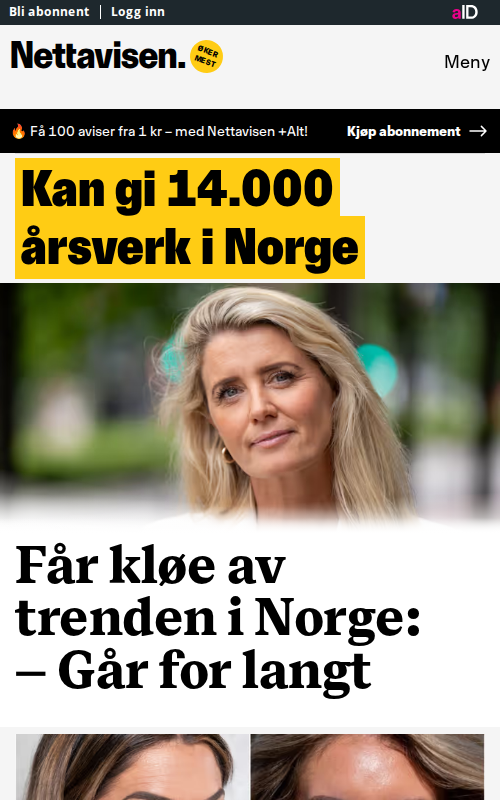 Bli abonnent | Logg inn
aID
Nettavisen.
ØKER
MEST
Meny
🔥 Få 100 aviser fra 1 kr – med Nettavisen +Alt!
Kjøp abonnement →
Kan gi 14.000
årsverk i Norge
Får kløe av
trenden i Norge:
– Går for langt